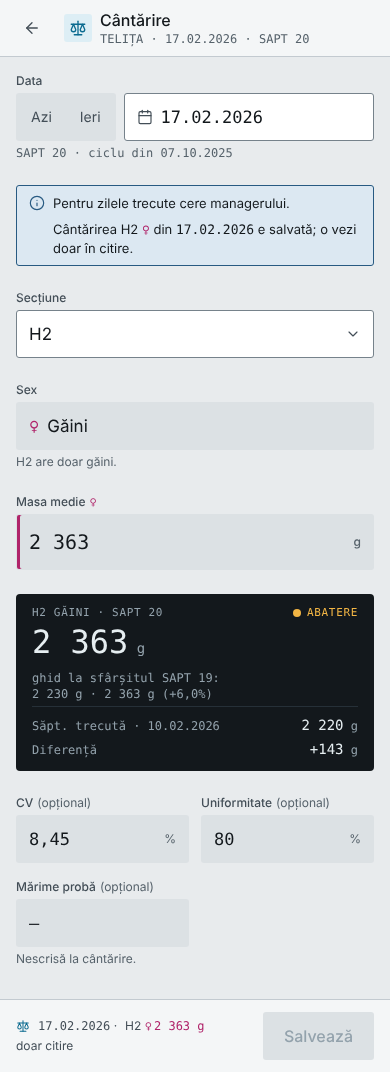 Cântărire
TELIȚA · 17.02.2026 · SAPT 20
Data
Azi Ieri 17.02.2026
SAPT 20 · ciclu din 07.10.2025
Pentru zilele trecute cere managerului.
Cântărirea H2 ♀ din 17.02.2026 e salvată; o vezi
doar în citire.
Secțiune
H2
Sex
♀ Găini
H2 are doar găini.
Masa medie ♀
2 363 g
H2 GĂINI · SAPT 20 ABATERE
2 363 g
ghid la sfârșitul SAPT 19:
2 230 g · 2 363 g (+6,0%)
Săpt. trecută · 10.02.2026 2 220 g
Diferență +143 g
CV (opțional) Uniformitate (opțional)
8,45 % 80 %
Mărime probă (opțional)
—
Nescrisă la cântărire.
17.02.2026 · H2 ♀ 2 363 g
doar citire
Salvează